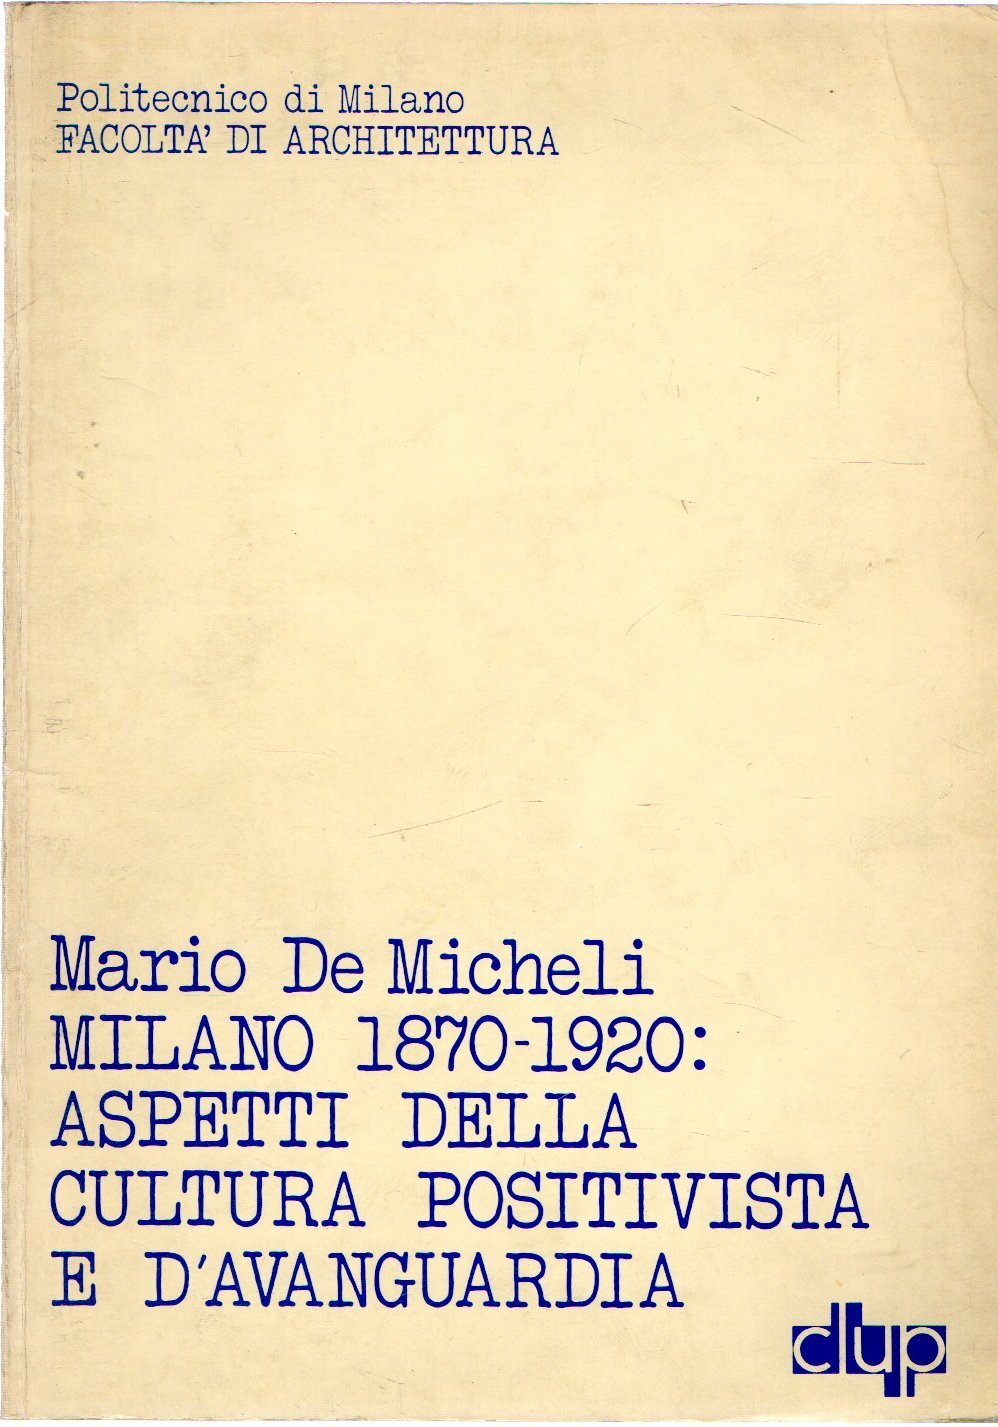 Politecnico di Milano
FACOLTA' DI ARCHITETTURA
Mario De Micheli
MILANO 1870-1920:
ASPETTI DELLA
CULTURA POSITIVISTA
E D'AVANGUARDIA
clup